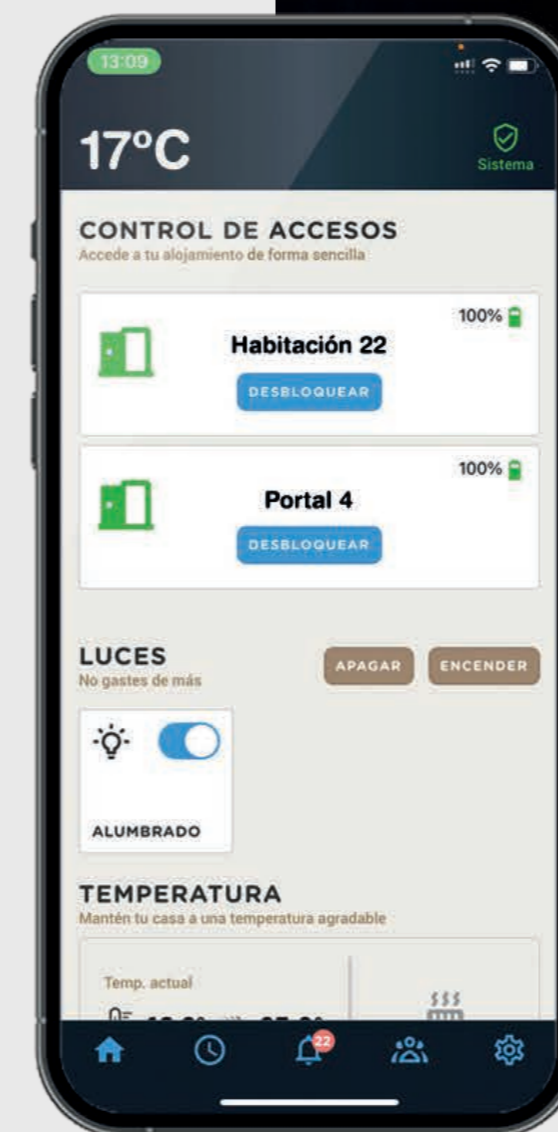 13:09
17°C
Sistema
CONTROL DE ACCESOS
Accede a tu alojamiento de forma sencilla
100%
Habitación 22
DESBLOQUEAR
100%
Portal 4
DESBLOQUEAR
LUCES
No gastes de más
APAGAR
ENCENDER
ALUMBRADO
TEMPERATURA
Mantén tu casa a una temperatura agradable
Temp. actual
22